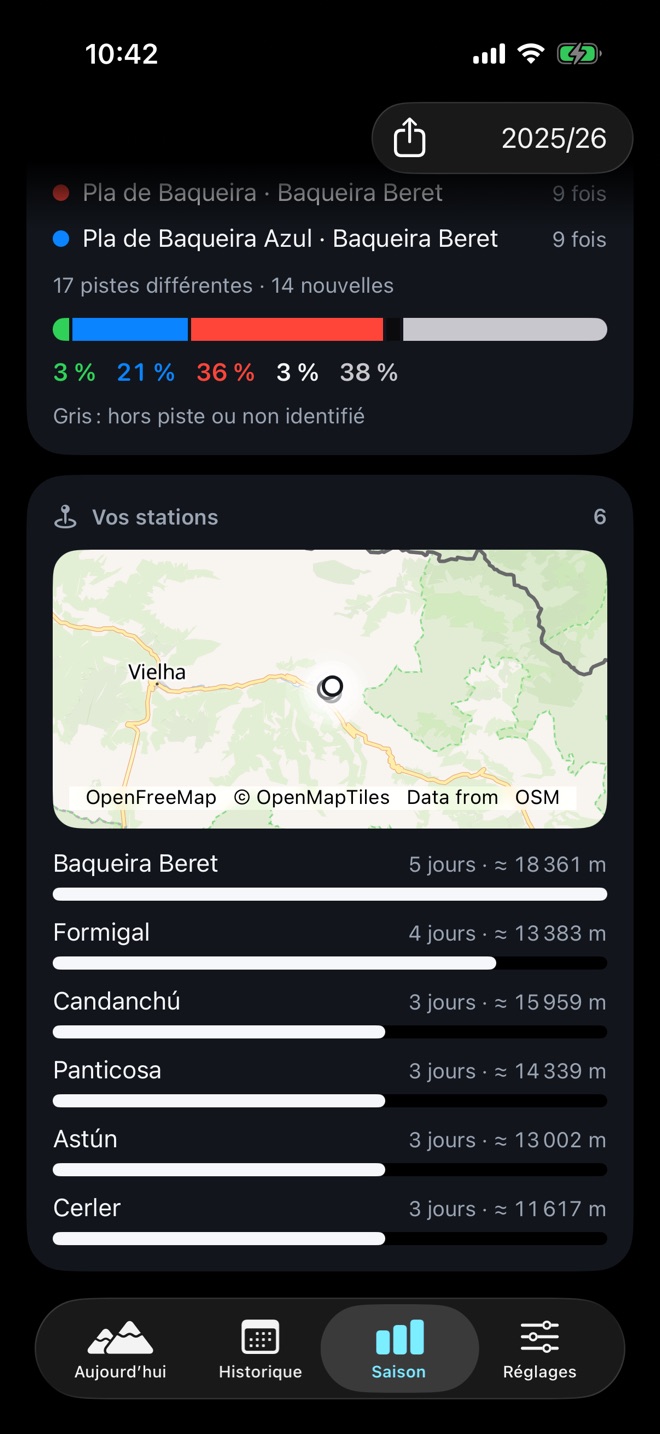 10:42
2025/26
Pla de Baqueira · Baqueira Beret 9 fois
Pla de Baqueira Azul · Baqueira Beret 9 fois
17 pistes différentes · 14 nouvelles
3 % 21 % 36 % 3 % 38 %
Gris : hors piste ou non identifié
Vos stations 6
Vielha
OpenFreeMap © OpenMapTiles Data from OSM
Baqueira Beret 5 jours · ≈ 18 361 m
Formigal 4 jours · ≈ 13 383 m
Candanchú 3 jours · ≈ 15 959 m
Panticosa 3 jours · ≈ 14 339 m
Astún 3 jours · ≈ 13 002 m
Cerler 3 jours · ≈ 11 617 m
Aujourd’hui Historique Saison Réglages